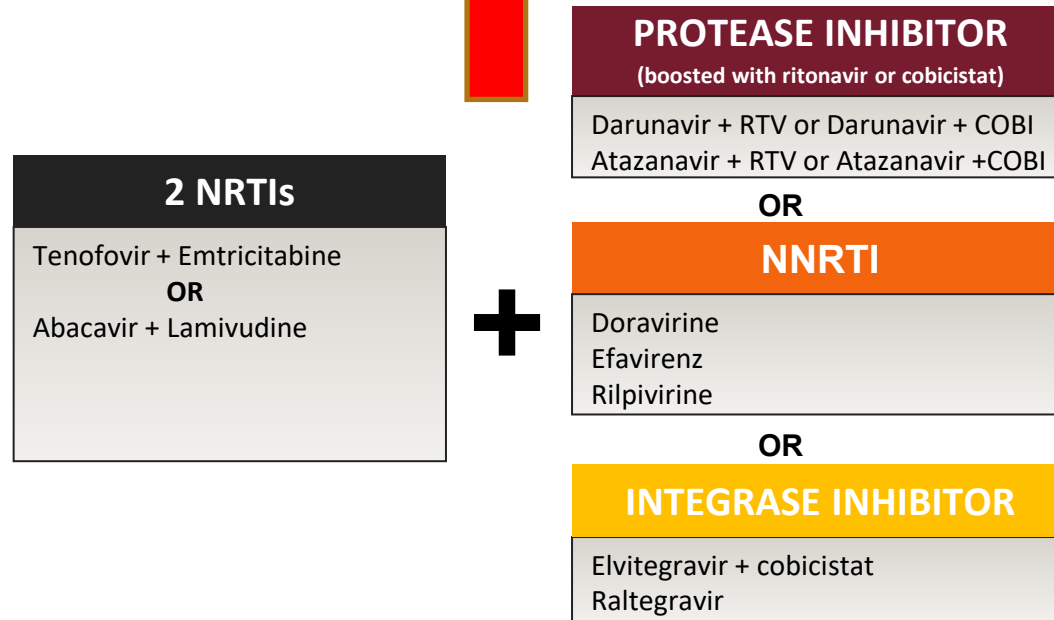 2 NRTIs
Tenofovir + Emtricitabine
OR
Abacavir + Lamivudine
+
PROTEASE INHIBITOR
(boosted with ritonavir or cobicistat)
Darunavir + RTV or Darunavir + COBI
Atazanavir + RTV or Atazanavir +COBI
OR
NNRTI
Doravirine
Efavirenz
Rilpivirine
OR
INTEGRASE INHIBITOR
Elvitegravir + cobicistat
Raltegravir